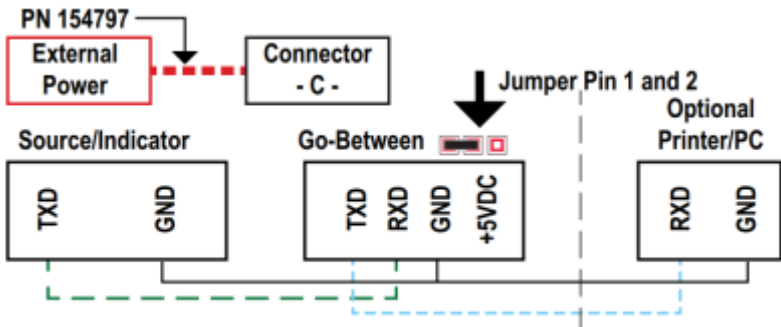 PN 154797
External
Power
Connector
- C -
Jumper Pin 1 and 2
Optional
Printer/PC
Source/Indicator
Go-Between
TXD
GND
TXD
RXD
GND
+5VDC
RXD
GND